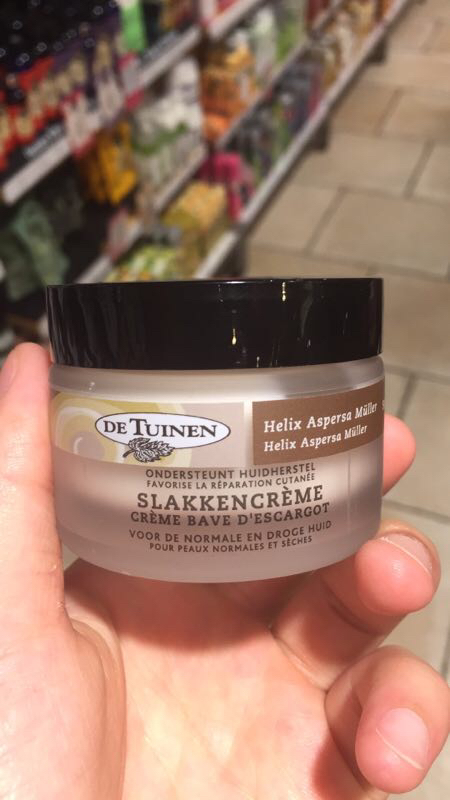 DE TUINEN
Helix Aspersa Müller
Helix Aspersa Müller
ONDERSTEUNT HUIDHERSTEL
FAVORISE LA RÉPARATION CUTANÉE
SLAKKENCRÈME
CRÈME BAVE D'ESCARGOT
VOOR DE NORMALE EN DROGE HUID
POUR PEAUX NORMALES ET SÈCHES